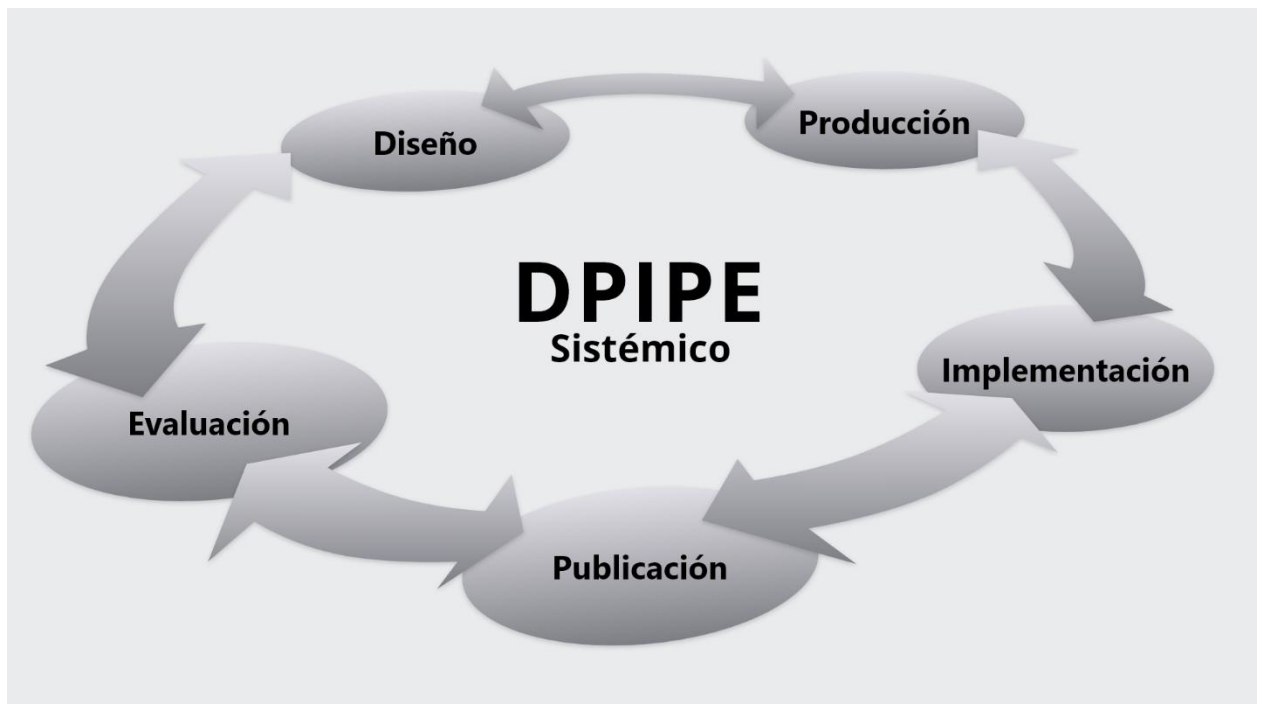 Diseño
Producción
DPIPE
Sistémico
Implementación
Evaluación
Publicación